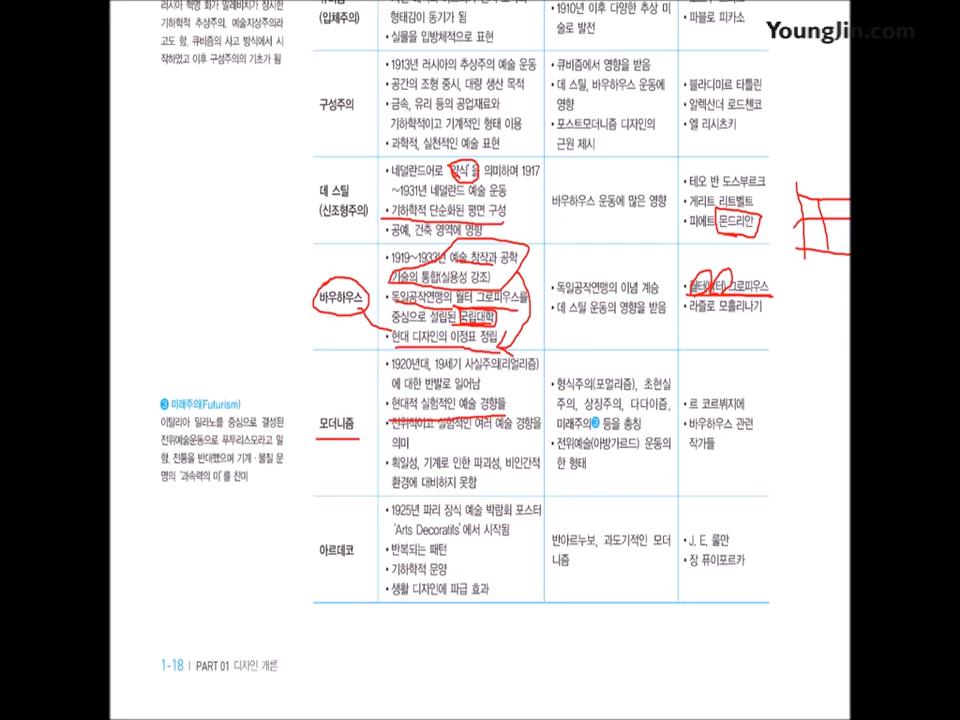 러시아 혁명 화가 말레비치가 창시한
기하학적 추상주의, 예술지상주의라
고도 함. 큐비즘의 사고 방식에서 시
작하였고 이후 구성주의의 기초가 됨
(입체주의)
형태감이 동기가 됨
• 실물을 입방체적으로 표현
• 1910년 이후 다양한 추상 미
술로 발전
• 파블로 피카소
YoungJin.com
구성주의
• 1913년 러시아의 추상주의 예술 운동
• 공간의 조형 중시, 대량 생산 목적
• 금속, 유리 등의 공업재료와
기하학적이고 기계적인 형태 이용
• 과학적, 실천적인 예술 표현
• 큐비즘에서 영향을 받음
• 데 스틸, 바우하우스 운동에
영향
• 포스트모더니즘 디자인의
근원 제시
• 블라디미르 타틀린
• 알렉산더 로드첸코
• 엘 리시츠키
데 스틸
(신조형주의)
• 네덜란드어로 '양식'을 의미하며 1917
~1931년 네덜란드 예술 운동
• 기하학적 단순화된 평면 구성
• 공예, 건축 영역에 영향
바우하우스 운동에 많은 영향
• 테오 반 도스부르크
• 게리트 리트벨트
• 피에트 몬드리안
바우하우스
• 1919~1933년 예술 창작과 공학
기술의 통합(실용성 강조)
• 독일공작연맹의 월터 그로피우스를
중심으로 설립된 국립대학
• 현대 디자인의 이정표 정립
• 독일공작연맹의 이념 계승
• 데 스틸 운동의 영향을 받음
그로피우스
• 라즐로 모홀리나기
모더니즘
• 1920년대, 19세기 사실주의(리얼리즘)
에 대한 반발로 일어남
• 현대적 실험적인 예술 경향들
• 전위적이고 실험적인 여러 예술 경향을
의미
• 획일성, 기계로 인한 파괴성, 비인간적
환경에 대비하지 못함
• 형식주의(포멀리즘), 초현실
주의, 상징주의, 다다이즘,
미래주의❸ 등을 총칭
• 전위예술(아방가르드) 운동의
한 형태
• 르 코르뷔지에
• 바우하우스 관련
작가들
❸ 미래주의(Futurism)
이탈리아 밀라노를 중심으로 결성된
전위예술운동으로 푸투리스모라고 말
함. 전통을 반대했으며 기계·물질 문
명의 '과속력의 미'를 찬미
아르데코
• 1925년 파리 장식 예술 박람회 포스터
'Arts Decoratifs'에서 시작됨
• 반복되는 패턴
• 기하학적 문양
• 생활 디자인에 파급 효과
반아르누보, 과도기적인 모더
니즘
• J. E. 룰만
• 장 퓨이포르카
1-18 | PART 01 디자인 개론